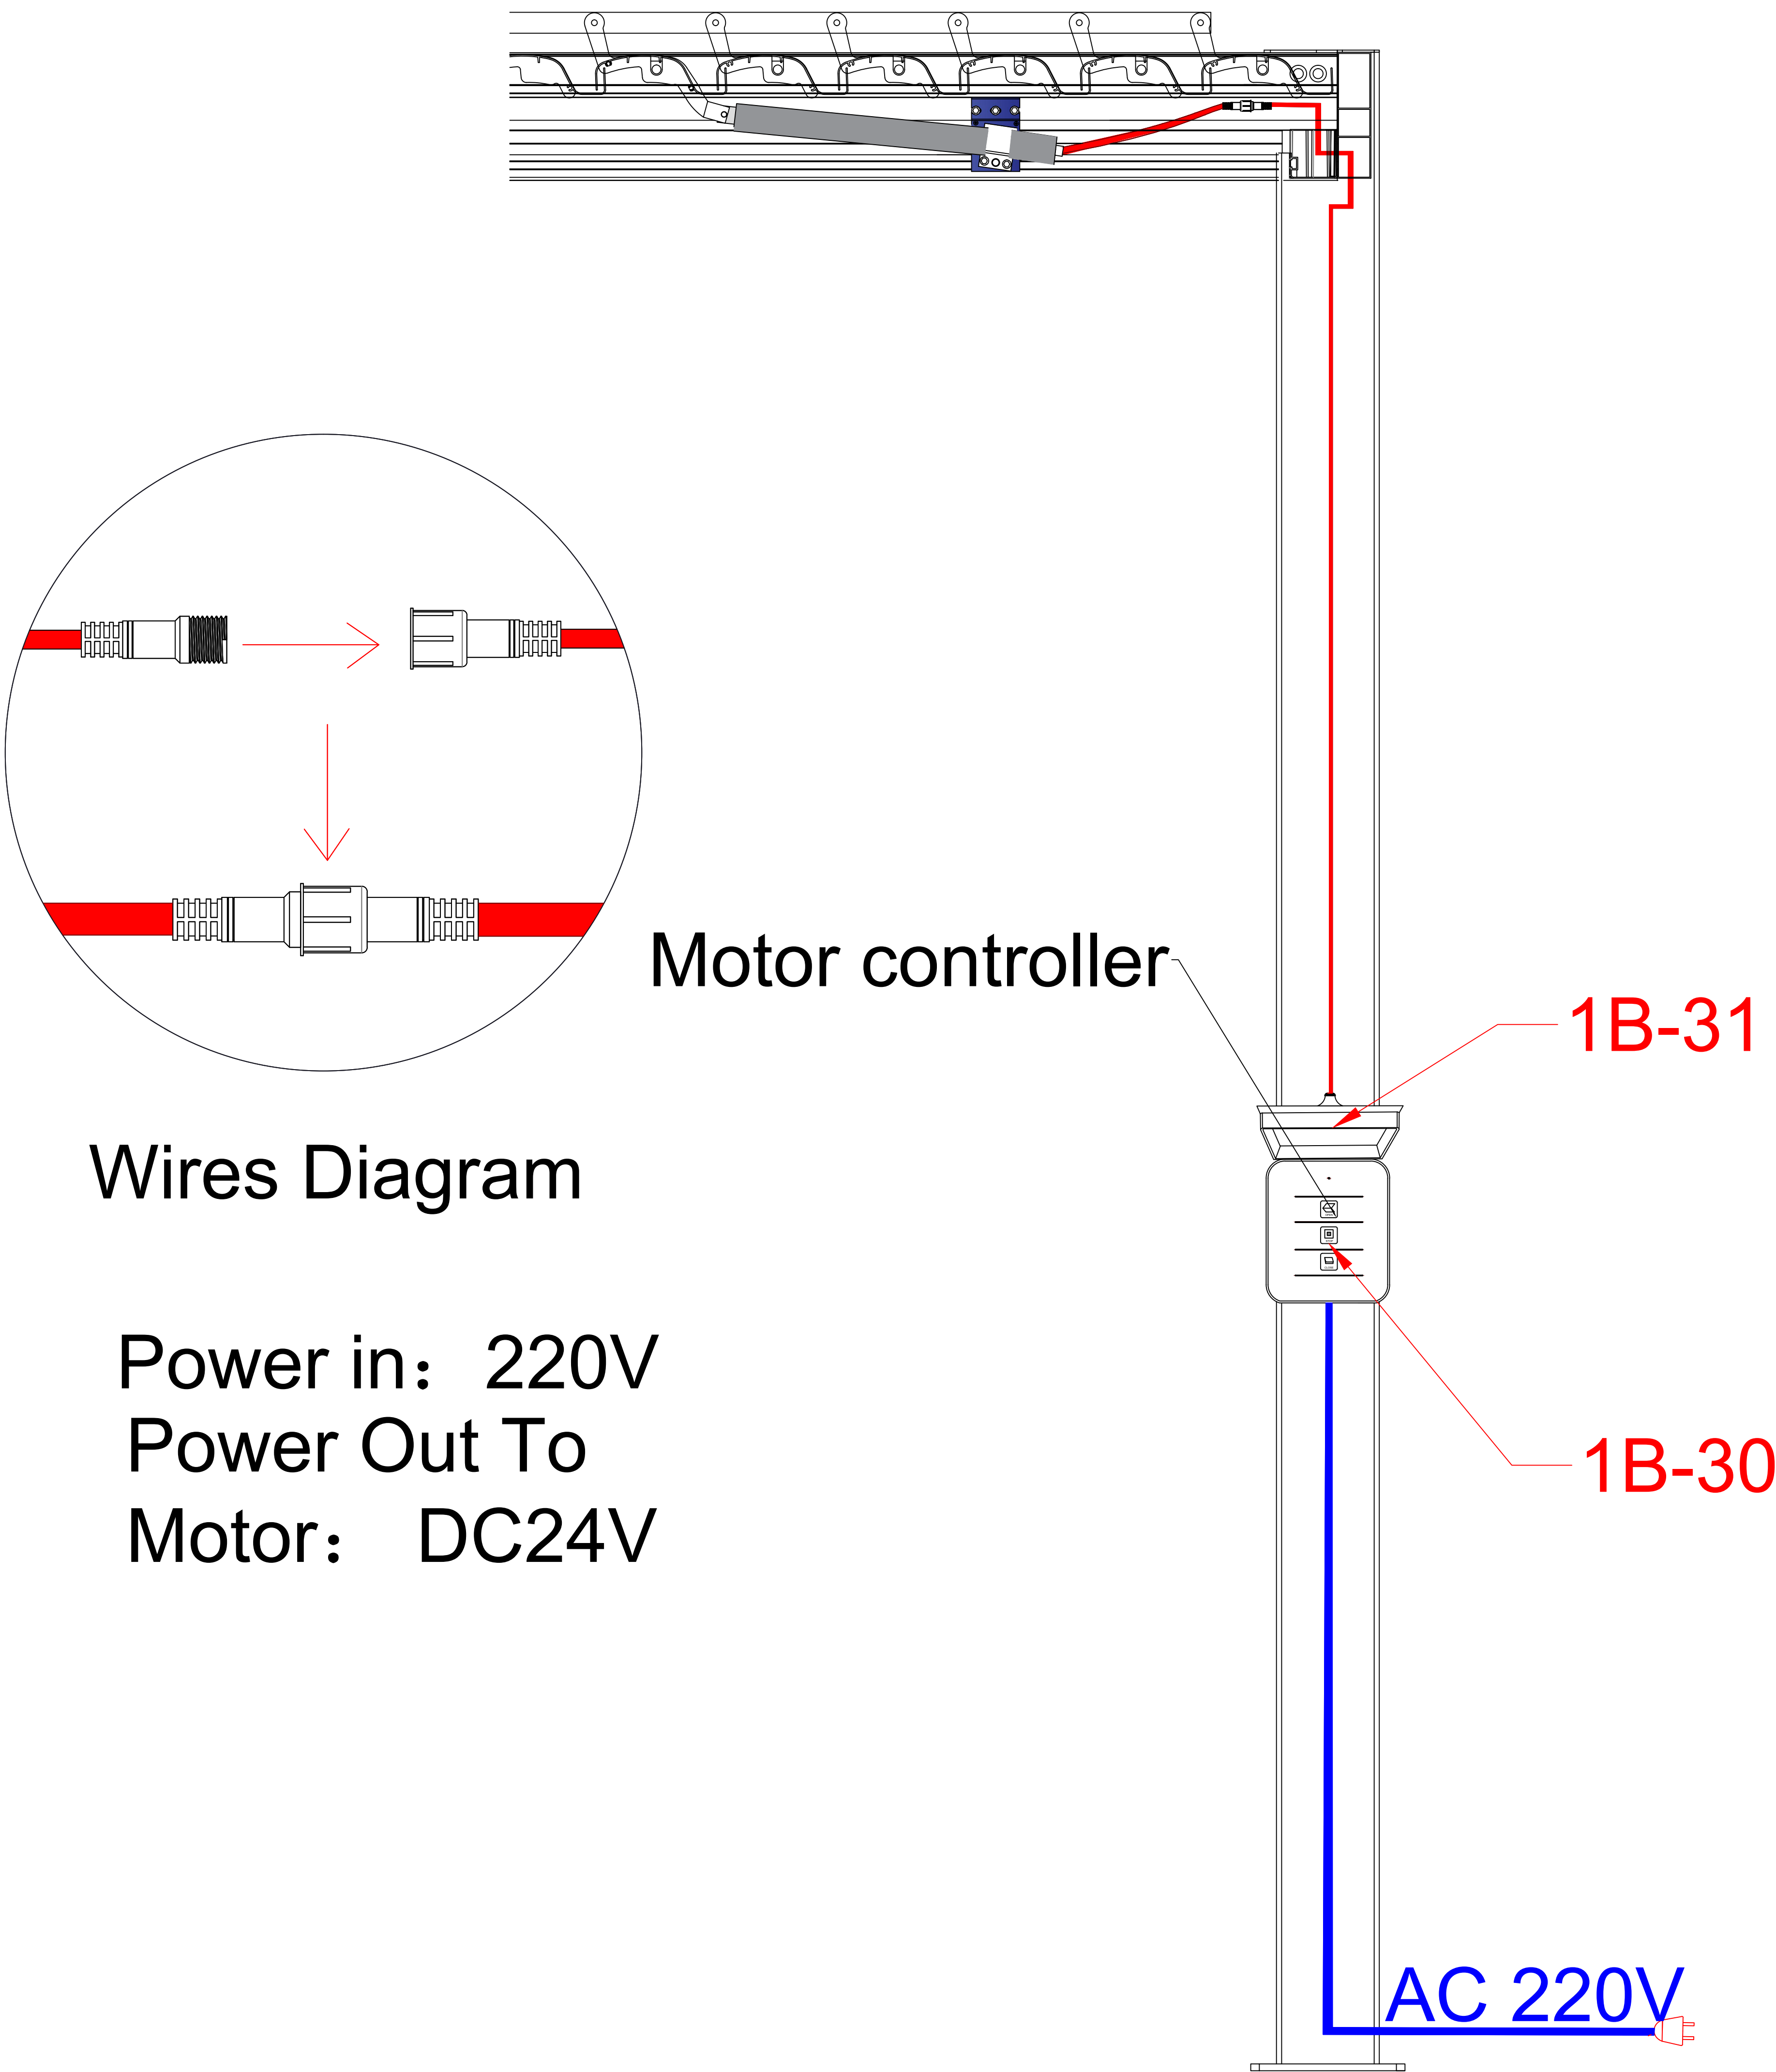 Motor controller
1B-31
Wires Diagram
Power in： 220V
Power Out To
Motor： DC24V
1B-30
AC 220V